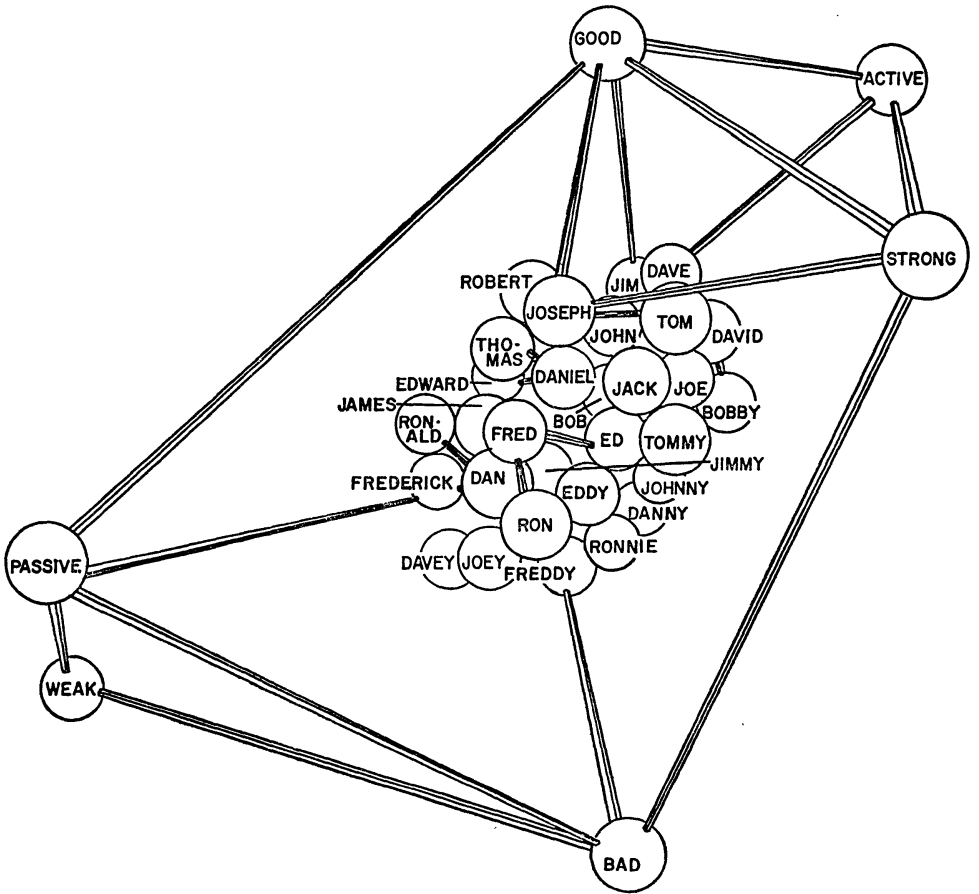 GOOD
ACTIVE
STRONG
ROBERT
JIM
DAVE
JOSEPH
TOM
JOHN
DAVID
THO-
MAS
EDWARD
DANIEL
JACK
JOE
JAMES
BOBBY
BOB
RON-
ALD
FRED
ED
TOMMY
JIMMY
FREDERICK
DAN
EDDY
JOHNNY
DANNY
RON
RONNIE
DAVEY
JOEY
FREDDY
PASSIVE
WEAK
BAD